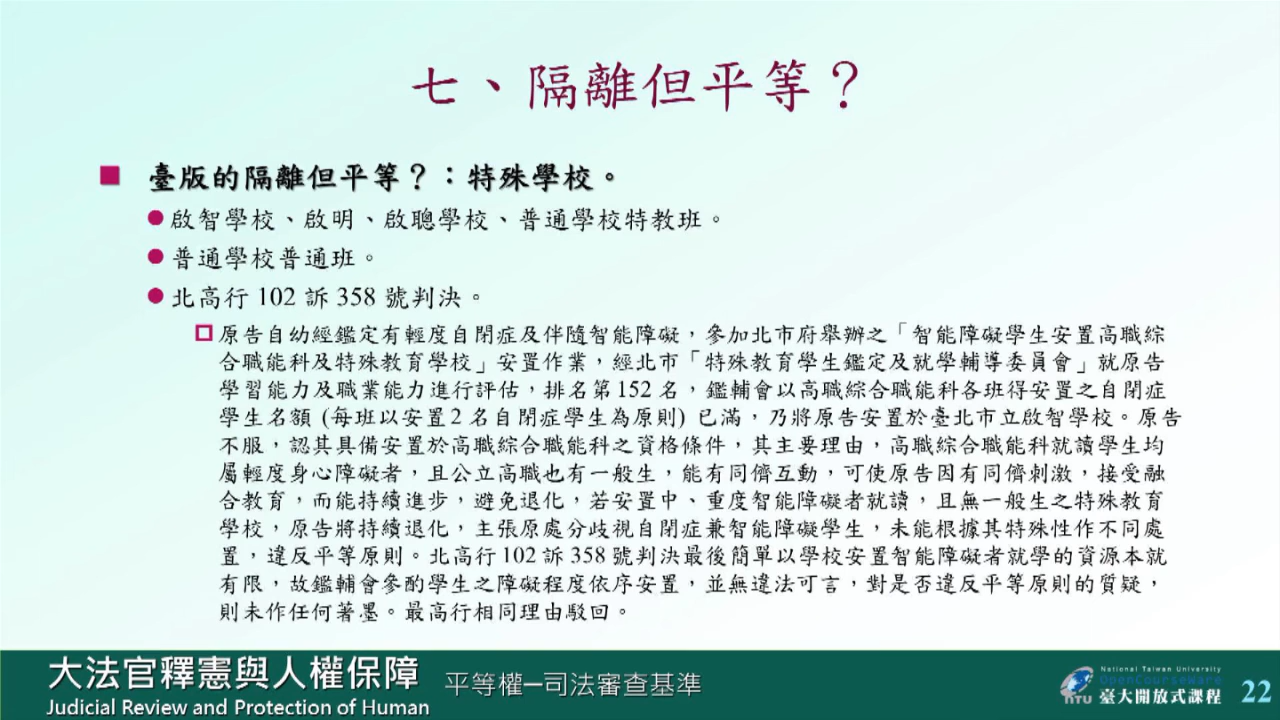 七、隔離但平等？
臺版的隔離但平等？：特殊學校。
啟智學校、啟明、啟聰學校、普通學校特教班。
普通學校普通班。
北高行 102 訴 358 號判決。
原告自幼經鑑定有輕度自閉症及伴隨智能障礙，參加北市府舉辦之「智能障礙學生安置高職綜
合職能科及特殊教育學校」安置作業，經北市「特殊教育學生鑑定及就學輔導委員會」就原告
學習能力及職業能力進行評估，排名第 152 名，鑑輔會以高職綜合職能科各班得安置之自閉症
學生名額 (每班以安置 2 名自閉症學生為原則) 已滿，乃將原告安置於臺北市立啟智學校。原告
不服，認其具備安置於高職綜合職能科之資格條件，其主要理由，高職綜合職能科就讀學生均
屬輕度身心障礙者，且公立高職也有一般生，能有同儕互動，可使原告因有同儕刺激，接受融
合教育，而能持續進步，避免退化，若安置中、重度智能障礙者就讀，且無一般生之特殊教育
學校，原告將持續退化，主張原處分歧視自閉症兼智能障礙學生，未能根據其特殊性作不同處
置，違反平等原則。北高行 102 訴 358 號判決最後簡單以學校安置智能障礙者就學的資源本就
有限，故鑑輔會參酌學生之障礙程度依序安置，並無違法可言，對是否違反平等原則的質疑，
則未作任何著墨。最高行相同理由駁回。
大法官釋憲與人權保障 平等權─司法審查基準
Judicial Review and Protection of Human
National Taiwan University
OpenCourseWare
NTU 臺大開放式課程 22